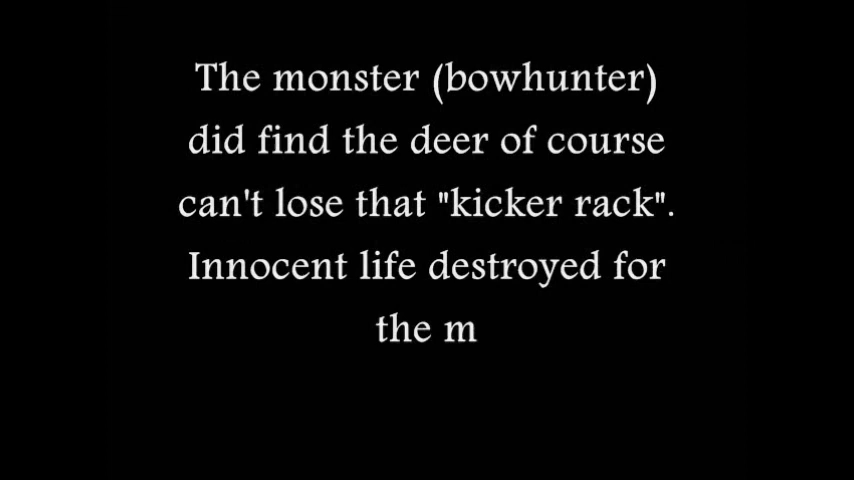 The monster (bowhunter)
did find the deer of course
can't lose that "kicker rack".
Innocent life destroyed for
the m